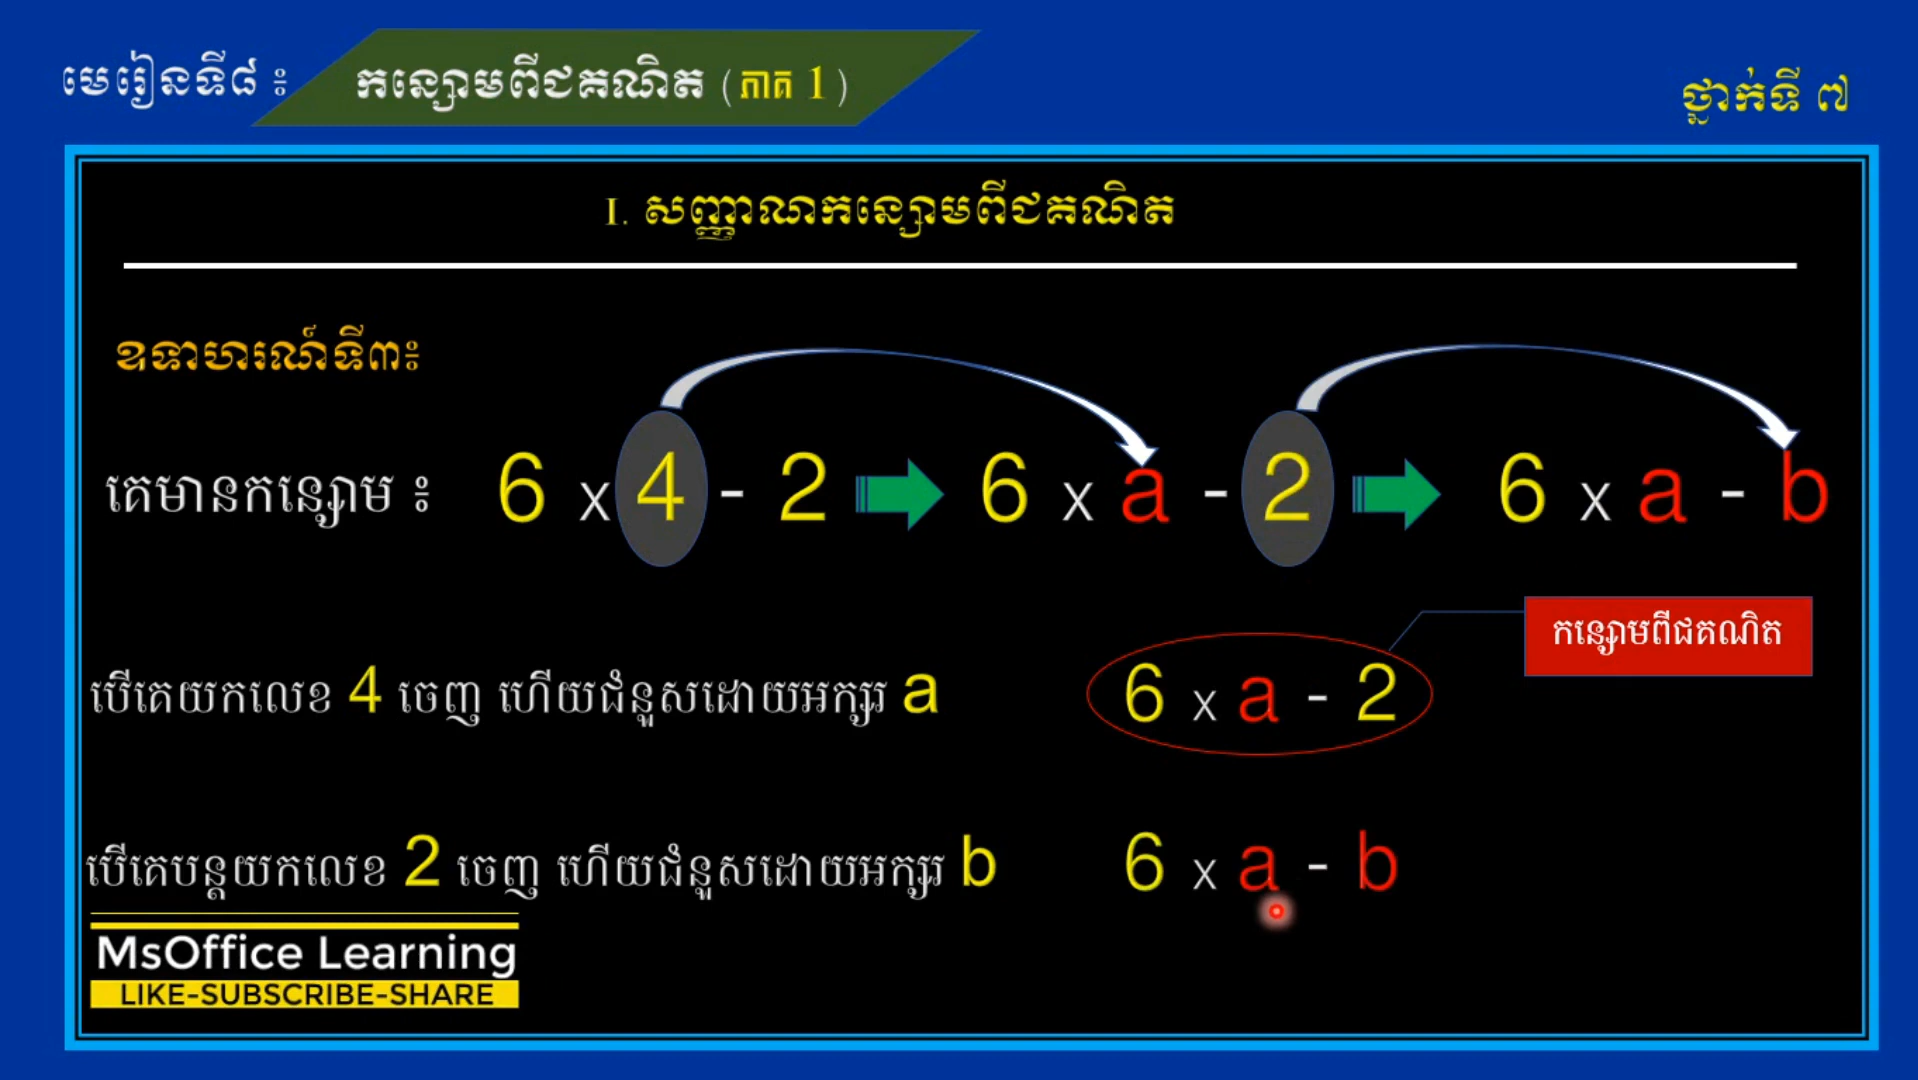 មេរៀនទី៨ ៖ កន្សោមពីជគណិត (ភាគ 1)
ថ្នាក់ទី ៧
I. សញ្ញាណកន្សោមពីជគណិត
ឧទាហរណ៍ទី៣៖
គេមានកន្សោម ៖ 6 x 4 - 2 6 x a - 2 6 x a - b
កន្សោមពីជគណិត
បើគេយកលេខ 4 ចេញ ហើយជំនួសដោយអក្សរ a 6 x a - 2
បើគេបន្តយកលេខ 2 ចេញ ហើយជំនួសដោយអក្សរ b 6 x a - b
MsOffice Learning
LIKE-SUBSCRIBE-SHARE